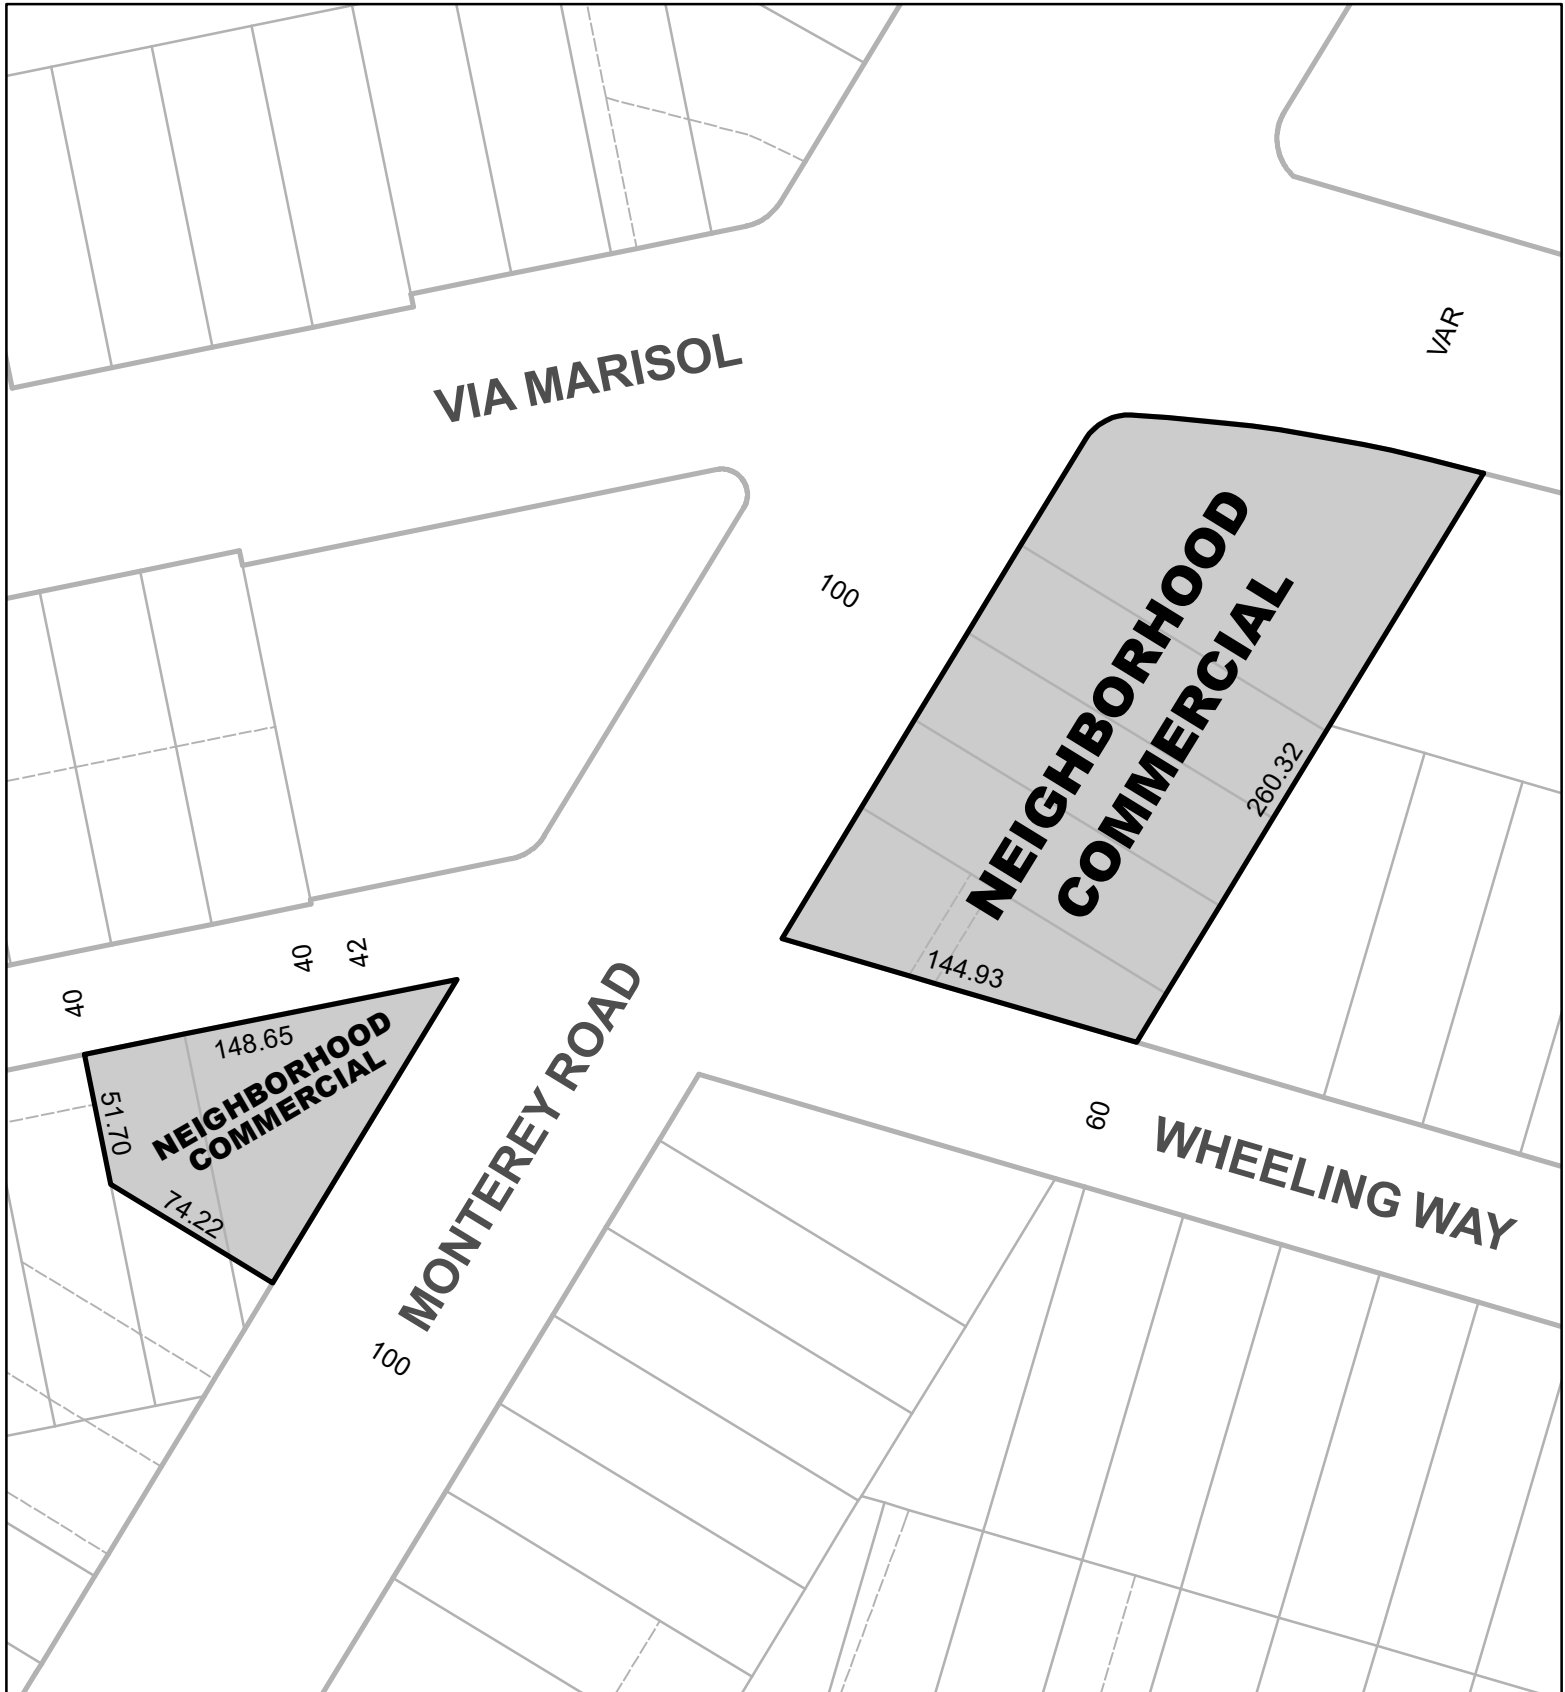 VAR
VIA MARISOL
100
NEIGHBORHOOD
COMMERCIAL
260.32
144.93
40
42
40
148.65
NEIGHBORHOOD
COMMERCIAL
51.70
74.22
MONTEREY ROAD
60
WHEELING WAY
100